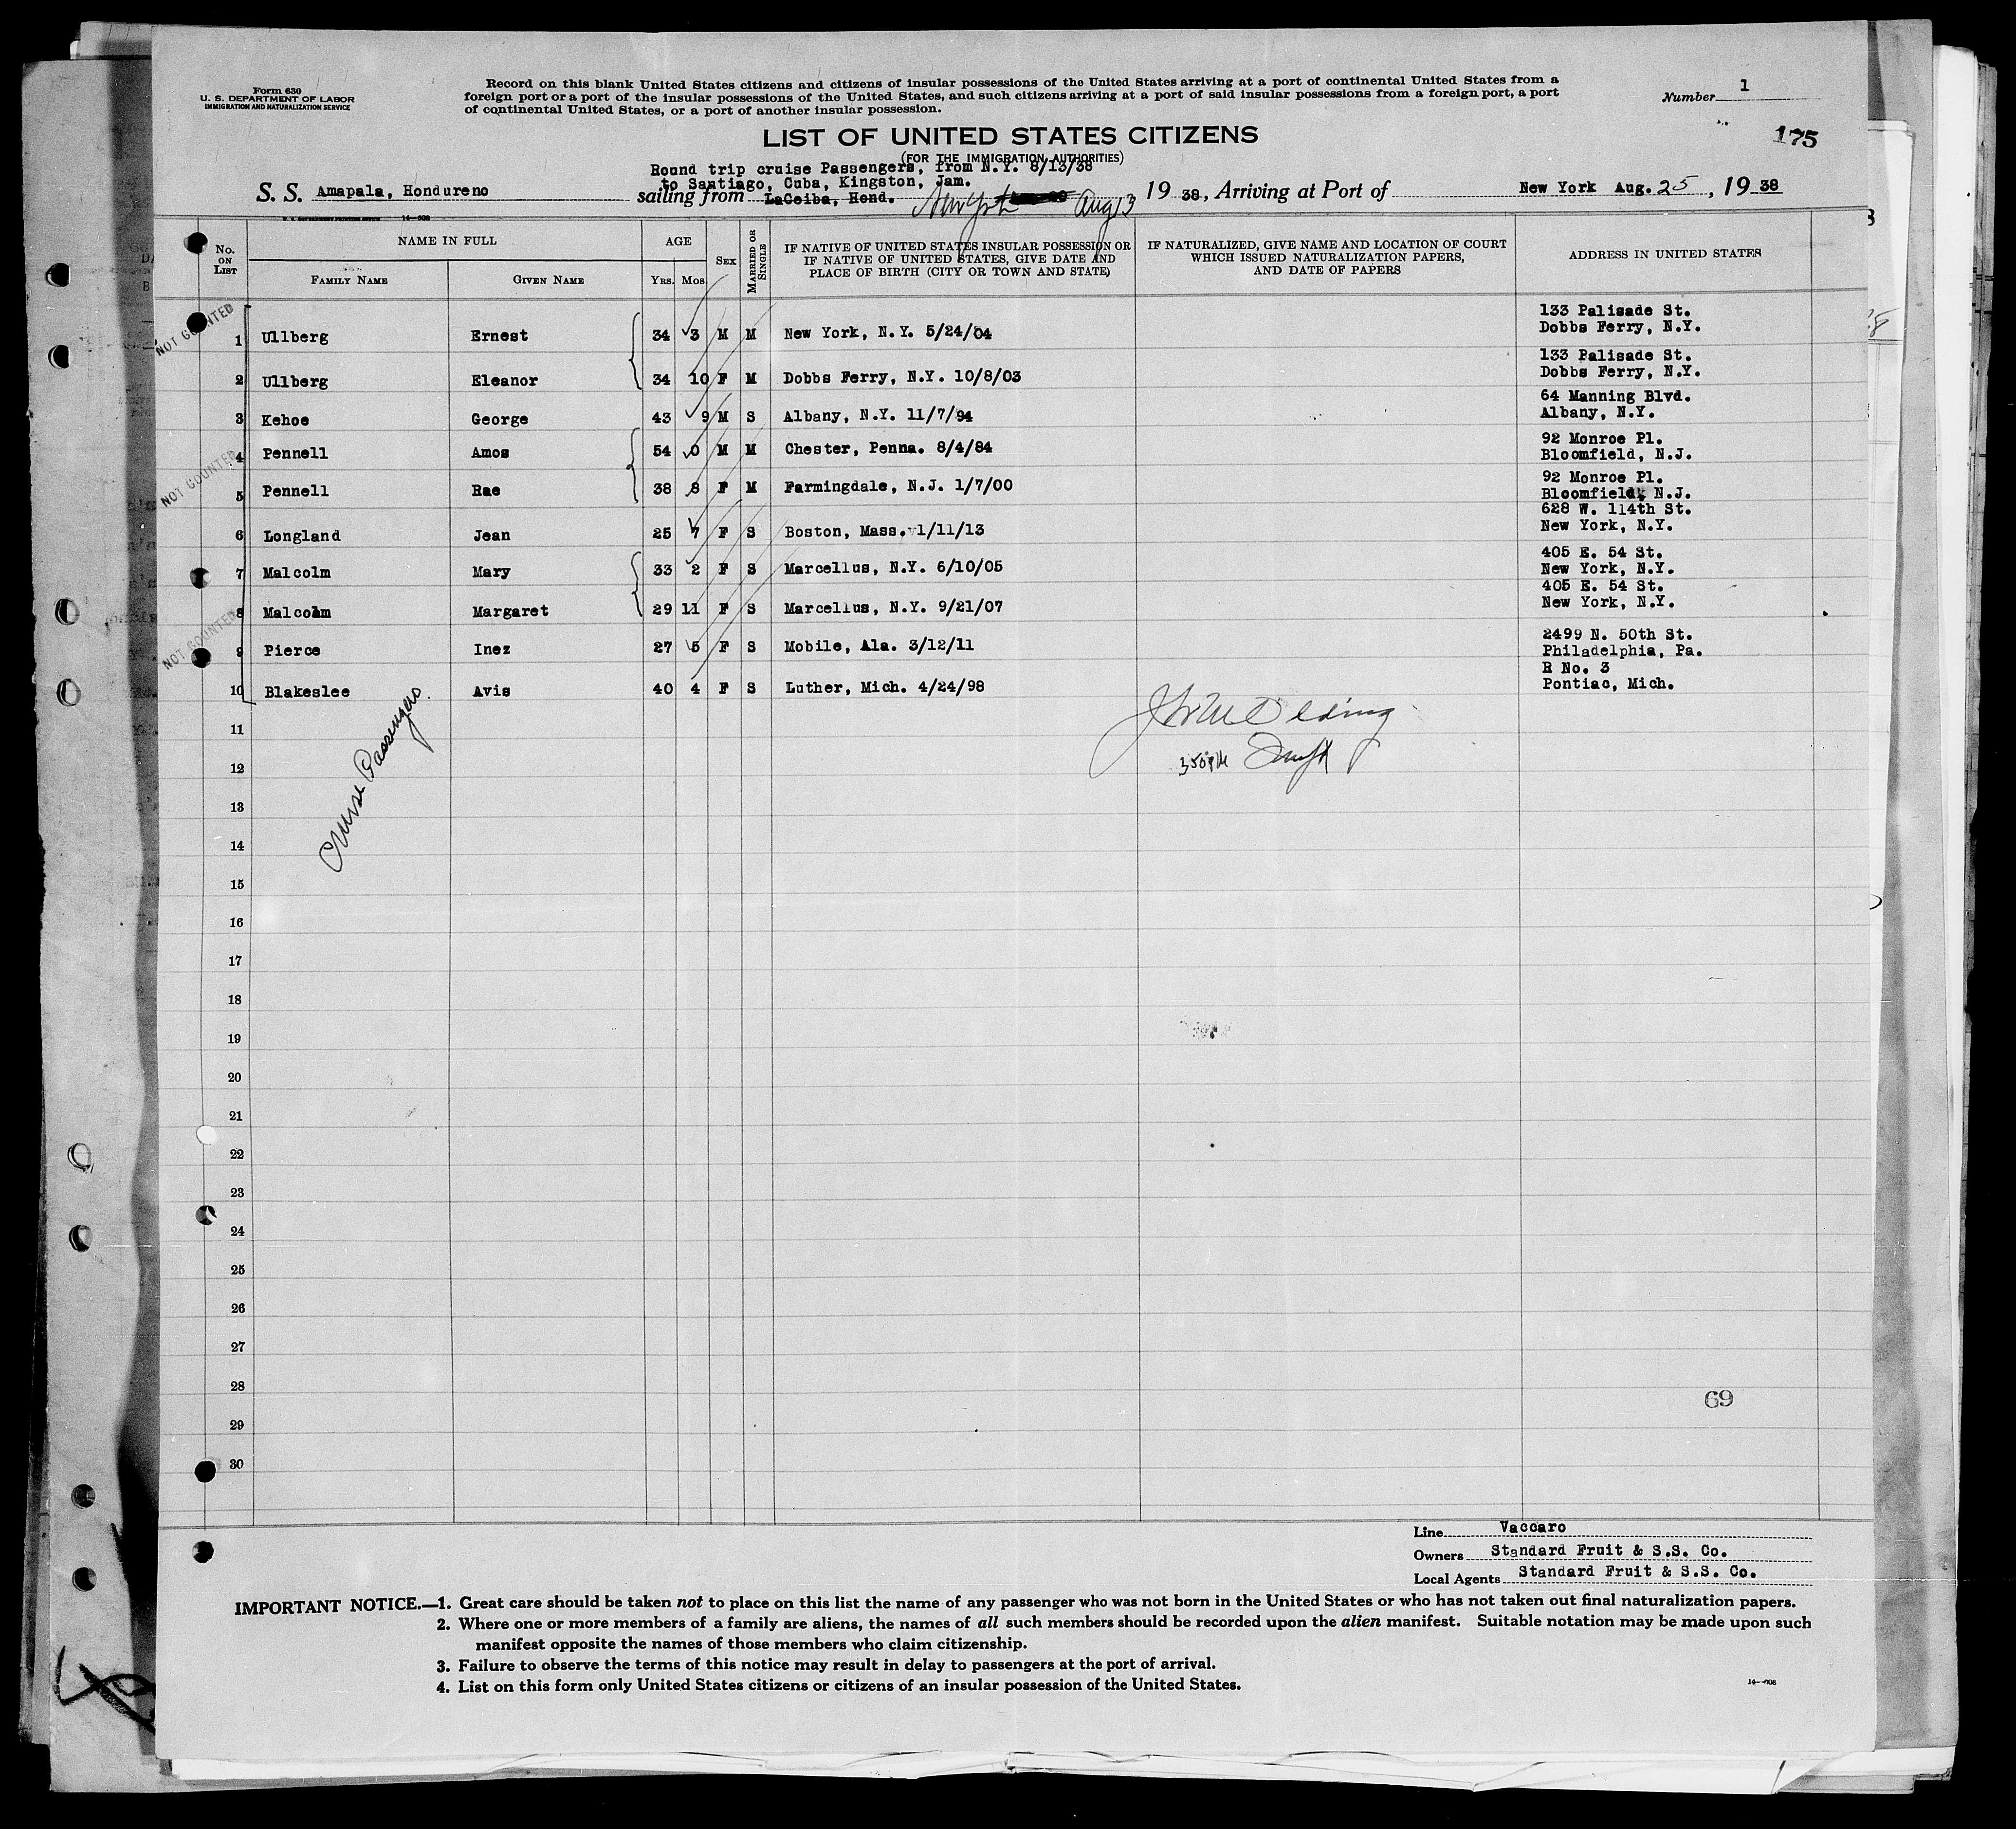 Form 630
U. S. DEPARTMENT OF LABOR
IMMIGRATION AND NATURALIZATION SERVICE
Record on this blank United States citizens and citizens of insular possessions of the United States arriving at a port of continental United States from a
foreign port or a port of the insular possessions of the United States, and such citizens arriving at a port of said insular possessions from a foreign port, a port
of continental United States, or a port of another insular possession.
Number 1
175
LIST OF UNITED STATES CITIZENS
(FOR THE IMMIGRATION AUTHORITIES)
Round trip cruise Passengers, from N.Y. 8/13/38
to Santiago, Cuba, Kingston, Jam.
S. S. Amapala, Hondureno sailing from LaCeiba, Hond. New York Aug 13 19 38, Arriving at Port of New York Aug. 25, 19 38
No. ON LIST
NAME IN FULL
FAMILY NAME GIVEN NAME
AGE
YRS. MOS
SEX
MARRIED OR SINGLE
IF NATIVE OF UNITED STATES INSULAR POSSESSION OR
IF NATIVE OF UNITED STATES, GIVE DATE AND
PLACE OF BIRTH (CITY OR TOWN AND STATE)
IF NATURALIZED, GIVE NAME AND LOCATION OF COURT
WHICH ISSUED NATURALIZATION PAPERS,
AND DATE OF PAPERS
ADDRESS IN UNITED STATES
NOT COUNTED
133 Palisade St.
1 Ullberg Ernest 34 3 M M New York, N.Y. 5/24/04 Dobbs Ferry, N.Y.
133 Palisade St.
2 Ullberg Eleanor 34 10 F M Dobbs Ferry, N.Y. 10/8/03 Dobbs Ferry, N.Y.
64 Manning Blvd.
3 Kehoe George 43 9 M S Albany, N.Y. 11/7/94 Albany, N.Y.
92 Monroe Pl.
4 Pennell Amos 54 0 M M Chester, Penna. 8/4/84 Bloomfield, N.J.
NOT COUNTED
92 Monroe Pl.
5 Pennell Rae 38 8 F M Farmingdale, N.J. 1/7/00 Bloomfield, N.J.
628 W. 114th St.
6 Longland Jean 25 7 F S Boston, Mass. 1/11/13 New York, N.Y.
405 E. 54 St.
7 Malcolm Mary 33 2 F S Marcellus, N.Y. 6/10/05 New York, N.Y.
405 E. 54 St.
8 Malcolm Margaret 29 11 F S Marcellus, N.Y. 9/21/07 New York, N.Y.
NOT COUNTED
2499 N. 50th St.
9 Pierce Inez 27 5 F S Mobile, Ala. 3/12/11 Philadelphia, Pa.
R No. 3
10 Blakeslee Avis 40 4 F S Luther, Mich. 4/24/98 Pontiac, Mich.
Cruise Passengers.
11
12
13
14
15
16
17
18
19
20
21
22
23
24
25
26
27
28
69
29
30
Line Vaccaro
Owners Standard Fruit & S.S. Co.
Local Agents Standard Fruit & S.S. Co.
IMPORTANT NOTICE.—1. Great care should be taken not to place on this list the name of any passenger who was not born in the United States or who has not taken out final naturalization papers.
2. Where one or more members of a family are aliens, the names of all such members should be recorded upon the alien manifest. Suitable notation may be made upon such
manifest opposite the names of those members who claim citizenship.
3. Failure to observe the terms of this notice may result in delay to passengers at the port of arrival.
4. List on this form only United States citizens or citizens of an insular possession of the United States.